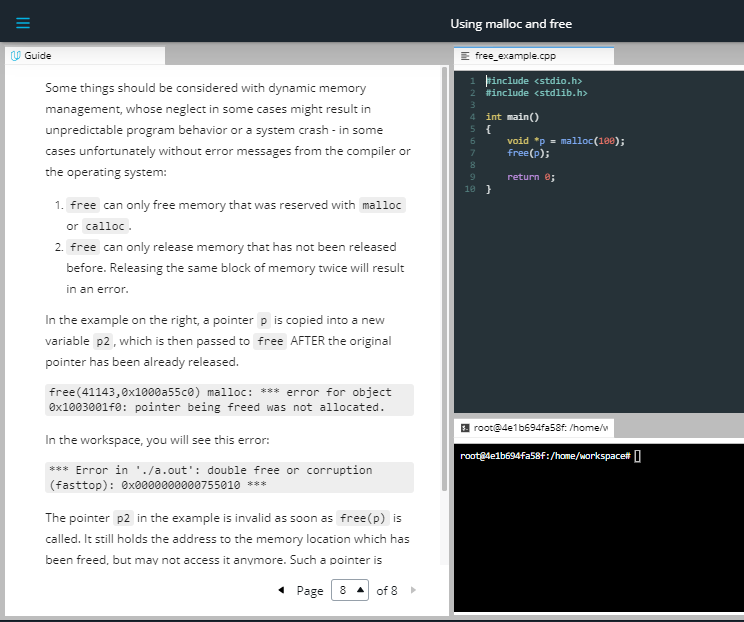 Using malloc and free
Guide
Some things should be considered with dynamic memory
management, whose neglect in some cases might result in
unpredictable program behavior or a system crash - in some
cases unfortunately without error messages from the compiler or
the operating system:
1. free can only free memory that was reserved with malloc
or calloc.
2. free can only release memory that has not been released
before. Releasing the same block of memory twice will result
in an error.
In the example on the right, a pointer p is copied into a new
variable p2, which is then passed to free AFTER the original
pointer has been already released.
free(41143,0x1000a55c0) malloc: *** error for object
0x1003001f0: pointer being freed was not allocated.
In the workspace, you will see this error:
*** Error in './a.out': double free or corruption
(fasttop): 0x0000000000755010 ***
The pointer p2 in the example is invalid as soon as free(p) is
called. It still holds the address to the memory location which has
been freed, but may not access it anymore. Such a pointer is
Page 8 of 8
free_example.cpp
1 #include <stdio.h>
2 #include <stdlib.h>
3
4 int main()
5 {
6 void *p = malloc(100);
7 free(p);
8
9 return 0;
10 }
root@4e1b694fa58f: /home/w
root@4e1b694fa58f:/home/workspace#